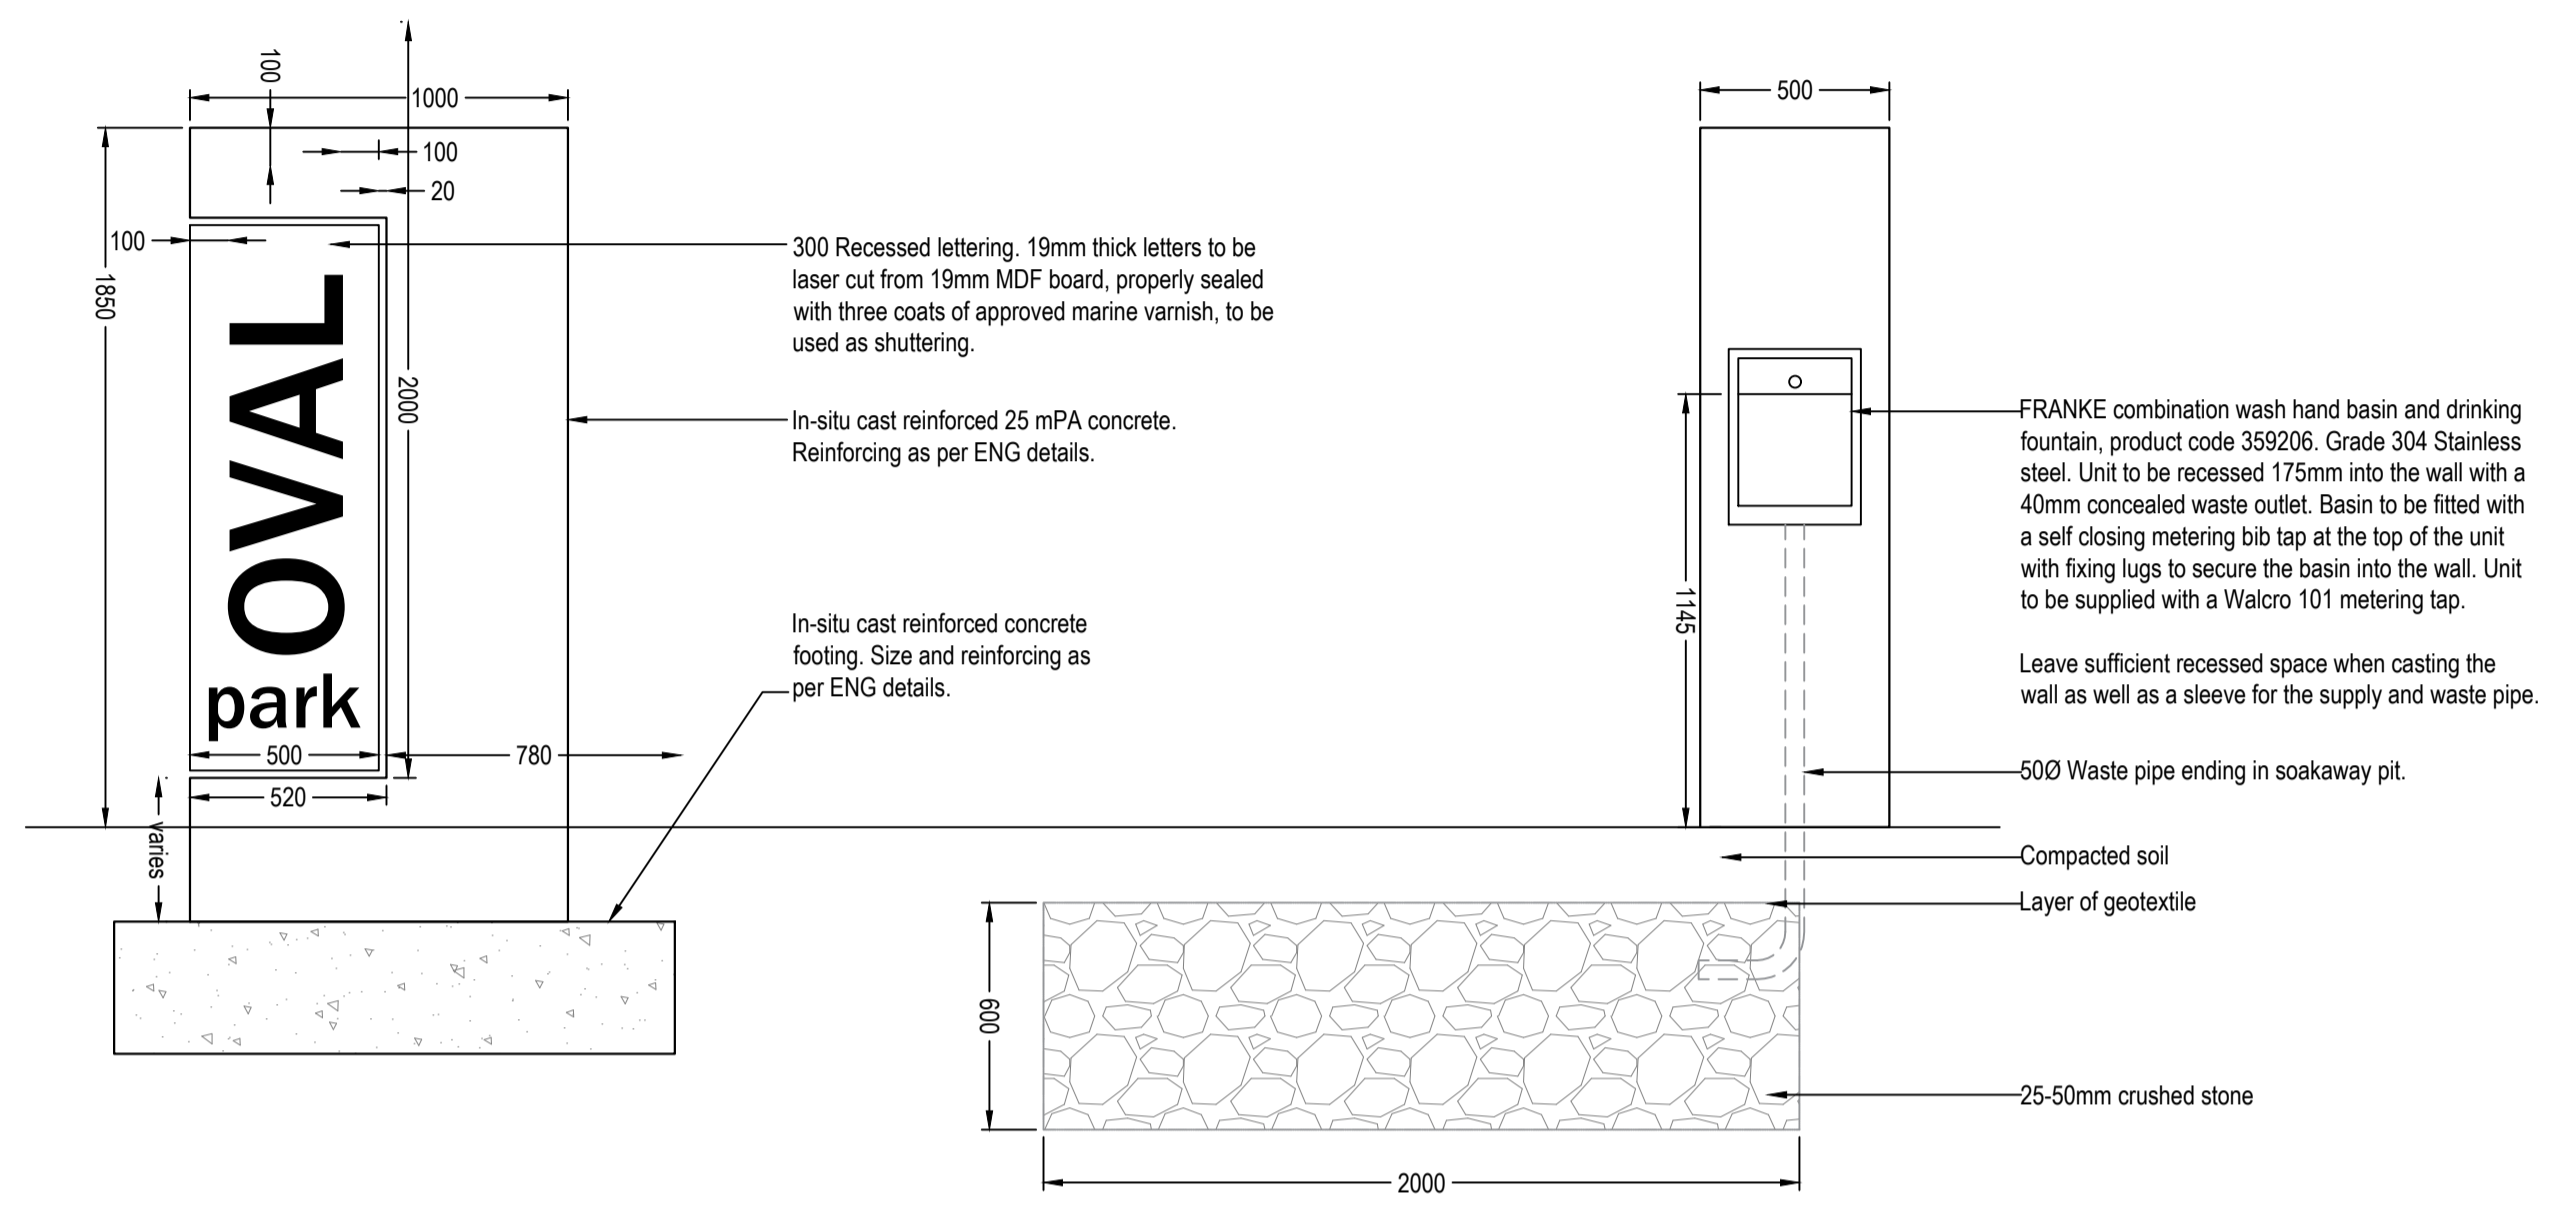 100
1000
100
20
100
1850
2000
OVAL
park
500
780
520
varies
300 Recessed lettering. 19mm thick letters to be
laser cut from 19mm MDF board, properly sealed
with three coats of approved marine varnish, to be
used as shuttering.
In-situ cast reinforced 25 mPA concrete.
Reinforcing as per ENG details.
In-situ cast reinforced concrete
footing. Size and reinforcing as
per ENG details.
500
1145
FRANKE combination wash hand basin and drinking
fountain, product code 359206. Grade 304 Stainless
steel. Unit to be recessed 175mm into the wall with a
40mm concealed waste outlet. Basin to be fitted with
a self closing metering bib tap at the top of the unit
with fixing lugs to secure the basin into the wall. Unit
to be supplied with a Walcro 101 metering tap.
Leave sufficient recessed space when casting the
wall as well as a sleeve for the supply and waste pipe.
50Ø Waste pipe ending in soakaway pit.
Compacted soil
Layer of geotextile
600
25-50mm crushed stone
2000